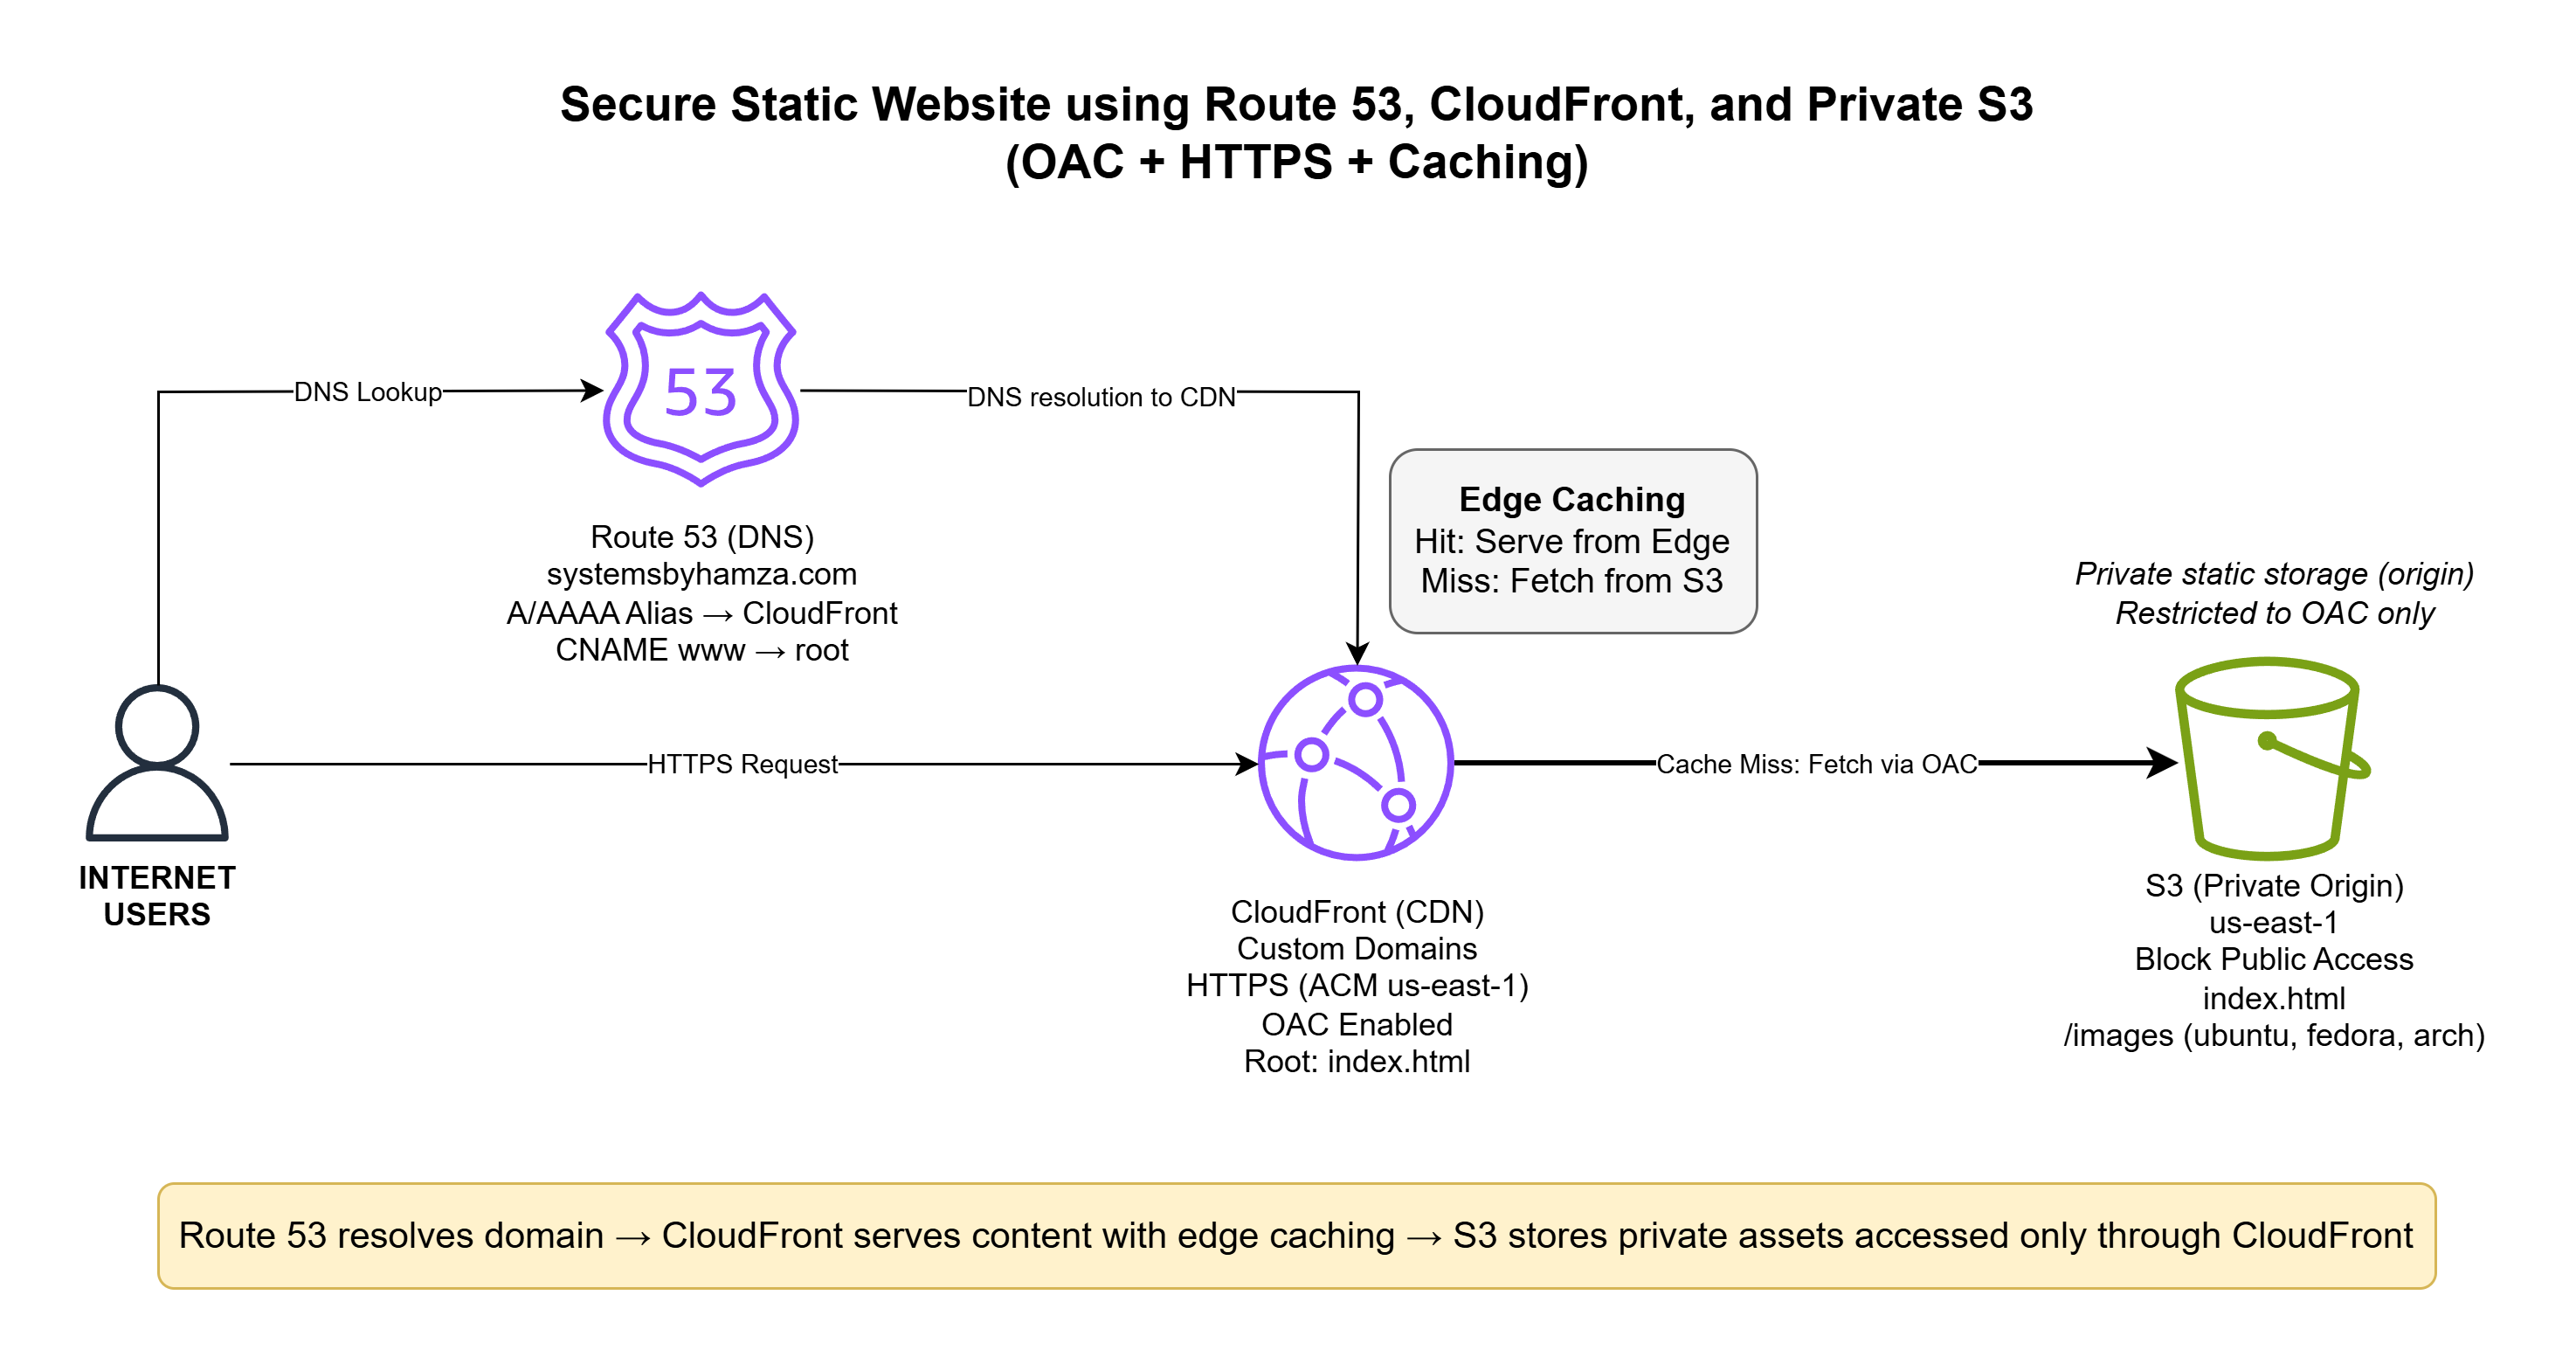 Secure Static Website using Route 53, CloudFront, and Private S3
(OAC + HTTPS + Caching)
DNS Lookup
53
DNS resolution to CDN
Route 53 (DNS)
systemsbyhamza.com
A/AAAA Alias → CloudFront
CNAME www → root
Edge Caching
Hit: Serve from Edge
Miss: Fetch from S3
Private static storage (origin)
Restricted to OAC only
HTTPS Request
Cache Miss: Fetch via OAC
INTERNET
USERS
CloudFront (CDN)
Custom Domains
HTTPS (ACM us-east-1)
OAC Enabled
Root: index.html
S3 (Private Origin)
us-east-1
Block Public Access
index.html
/images (ubuntu, fedora, arch)
Route 53 resolves domain → CloudFront serves content with edge caching → S3 stores private assets accessed only through CloudFront